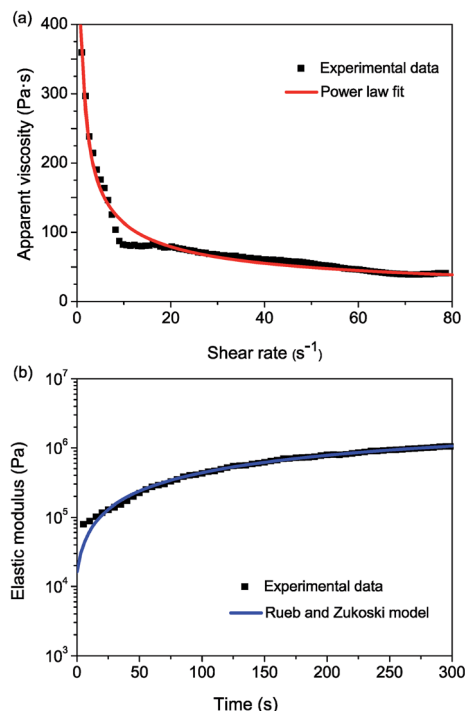 (a)
400
300
200
100
0
Apparent viscosity (Pa·s)
Experimental data
Power law fit
0 20 40 60 80
Shear rate (s⁻¹)
(b)
10⁷
10⁶
10⁵
10⁴
10³
Elastic modulus (Pa)
Experimental data
Rueb and Zukoski model
0 50 100 150 200 250 300
Time (s)